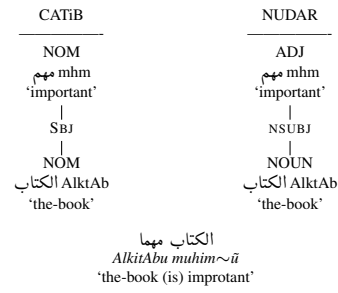 CATiB
NOM
مهم mhm
‘important’
SBJ
NOM
الكتاب AlktAb
‘the-book’
NUDAR
ADJ
مهم mhm
‘important’
NSUBJ
NOUN
الكتاب AlktAb
‘the-book’
الكتاب مهما
AlkitAbu muhim∼ũ
‘the-book (is) improtant’